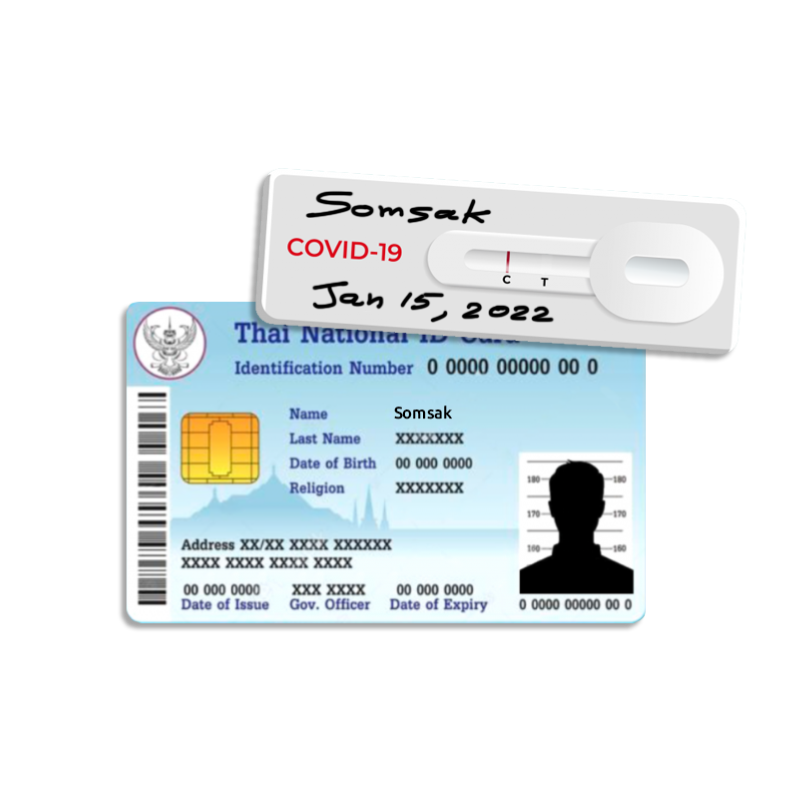 Somsak
COVID-19
C T
Jan 15, 2022
Thai National ID Card
Identification Number 0 0000 00000 00 0
Name Somsak
Last Name XXXXXXX
Date of Birth 00 000 0000
Religion XXXXXXX
180 180
170 170
160 160
Address XX/XX XXXX XXXXXX
XXXX XXXX XXXX XXXX
00 000 0000 XXX XXXX 00 000 0000
Date of Issue Gov. Officer Date of Expiry 0 0000 00000 00 0